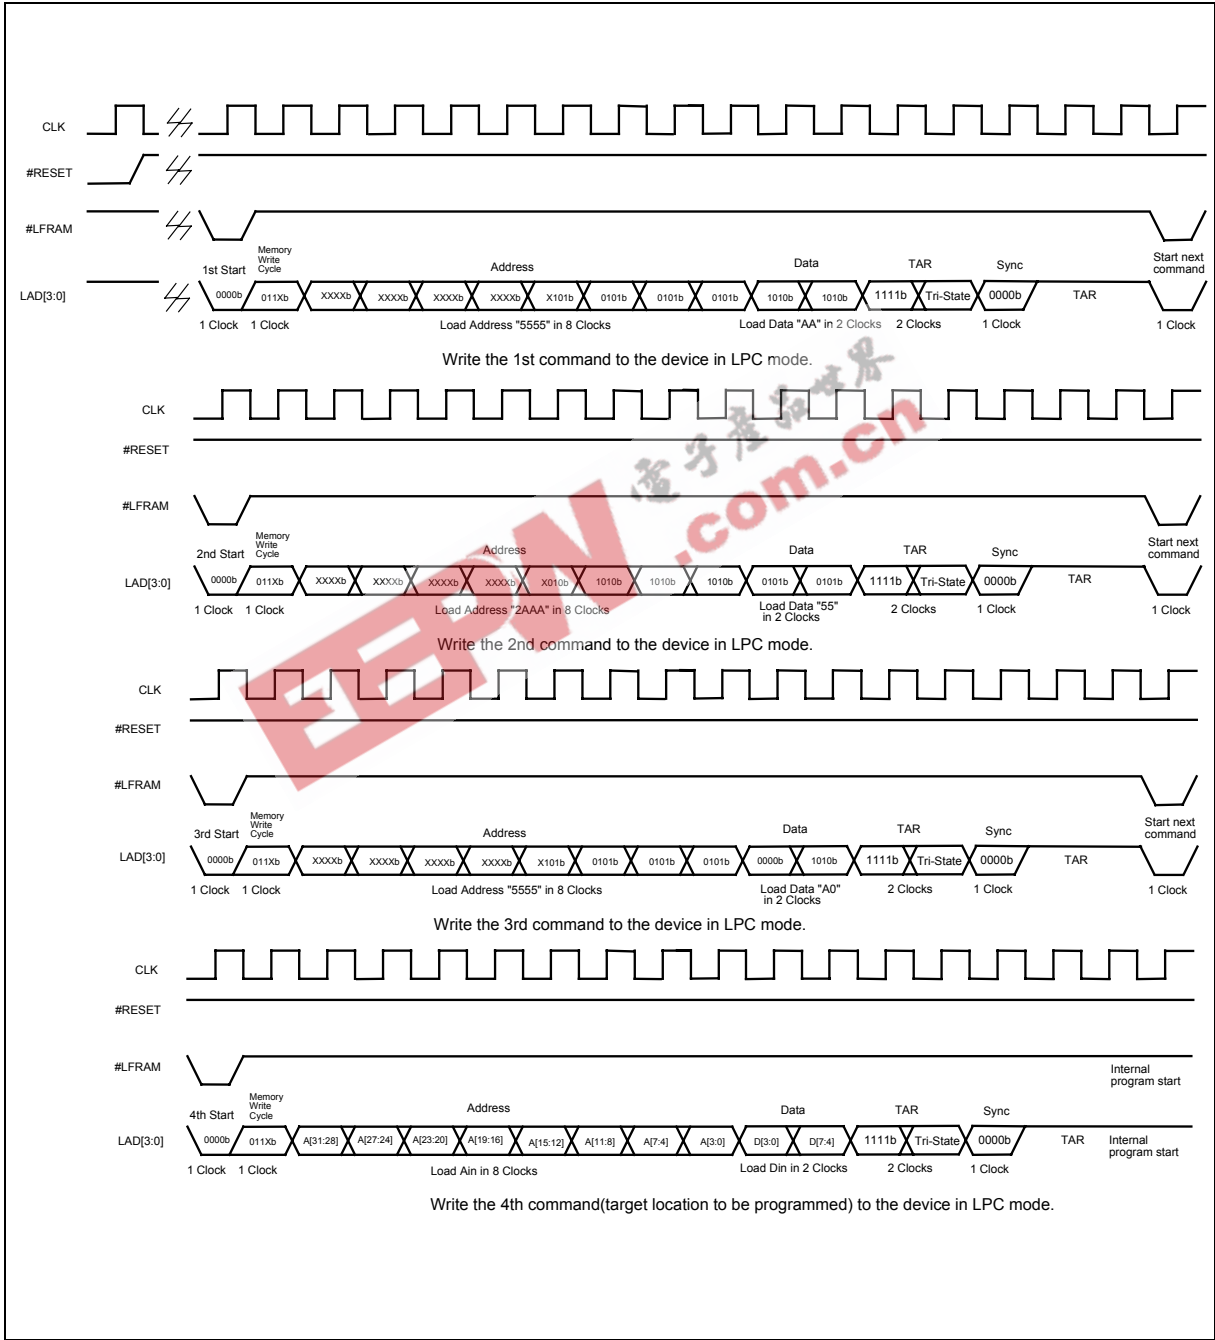 CLK
#RESET
#LFRAM
Memory
Write
Cycle
1st Start
Address
Data
TAR
Sync
Start next
command
LAD[3:0]
0000b 011Xb XXXXb XXXXb XXXXb XXXXb X101b 0101b 0101b 0101b 1010b 1010b 1111b Tri-State 0000b TAR
1 Clock 1 Clock Load Address "5555" in 8 Clocks Load Data "AA" in 2 Clocks 2 Clocks 1 Clock 1 Clock
Write the 1st command to the device in LPC mode.
CLK
#RESET
#LFRAM
Memory
Write
Cycle
2nd Start
Address
Data
TAR
Sync
Start next
command
LAD[3:0]
0000b 011Xb XXXXb XXXXb XXXXb XXXXb X010b 1010b 1010b 1010b 0101b 0101b 1111b Tri-State 0000b TAR
1 Clock 1 Clock Load Address "2AAA" in 8 Clocks Load Data "55"
in 2 Clocks 2 Clocks 1 Clock 1 Clock
Write the 2nd command to the device in LPC mode.
電子產品世界
EEPW .com.cn
CLK
#RESET
#LFRAM
Memory
Write
Cycle
3rd Start
Address
Data
TAR
Sync
Start next
command
LAD[3:0]
0000b 011Xb XXXXb XXXXb XXXXb XXXXb X101b 0101b 0101b 0101b 0000b 1010b 1111b Tri-State 0000b TAR
1 Clock 1 Clock Load Address "5555" in 8 Clocks Load Data "A0"
in 2 Clocks 2 Clocks 1 Clock 1 Clock
Write the 3rd command to the device in LPC mode.
CLK
#RESET
#LFRAM
Internal
program start
Memory
Write
Cycle
4th Start
Address
Data
TAR
Sync
LAD[3:0]
0000b 011Xb A[31:28] A[27:24] A[23:20] A[19:16] A[15:12] A[11:8] A[7:4] A[3:0] D[3:0] D[7:4] 1111b Tri-State 0000b TAR Internal
program start
1 Clock 1 Clock Load Ain in 8 Clocks Load Din in 2 Clocks 2 Clocks 1 Clock
Write the 4th command(target location to be programmed) to the device in LPC mode.